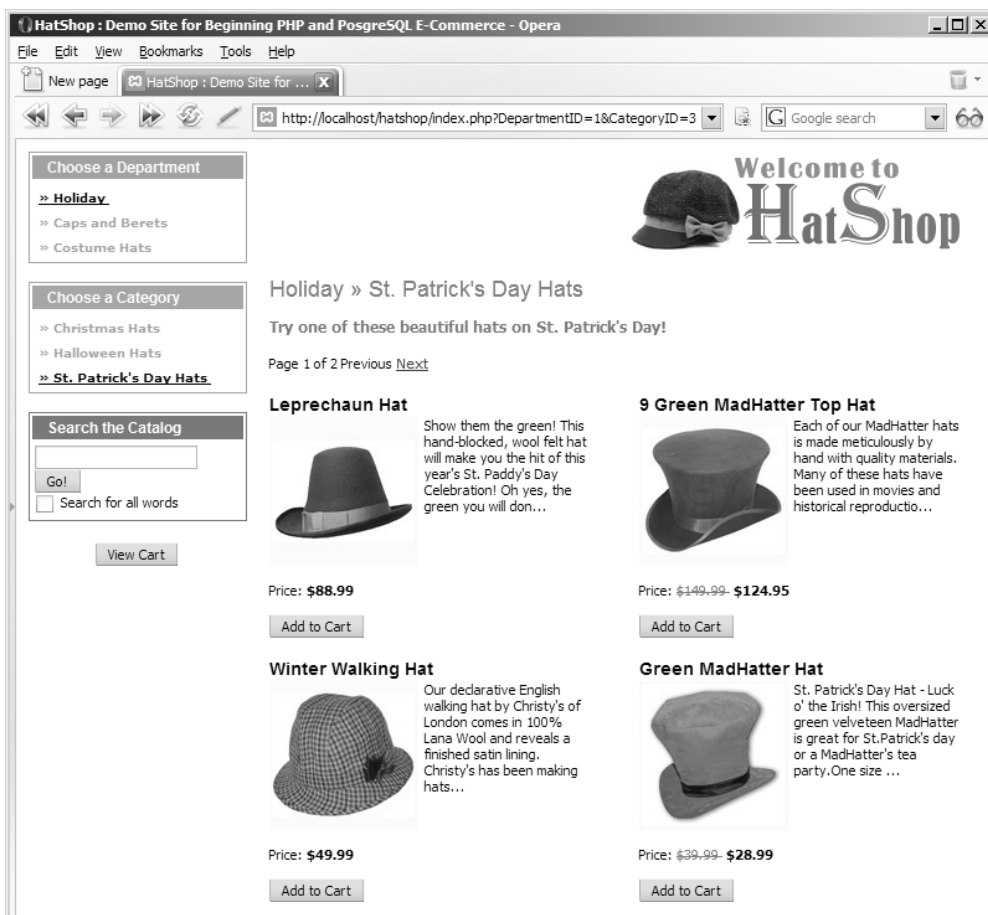 HatShop : Demo Site for Beginning PHP and PosgreSQL E-Commerce - Opera
File Edit View Bookmarks Tools Help
New page HatShop : Demo Site for ...
http://localhost/hatshop/index.php?DepartmentID=1&CategoryID=3 G Google search
Choose a Department
» Holiday
» Caps and Berets
» Costume Hats
Welcome to
HatShop
Choose a Category
» Christmas Hats
» Halloween Hats
» St. Patrick's Day Hats
Search the Catalog
Go!
Search for all words
View Cart
Holiday » St. Patrick's Day Hats
Try one of these beautiful hats on St. Patrick's Day!
Page 1 of 2 Previous Next
Leprechaun Hat
Show them the green! This
hand-blocked, wool felt hat
will make you the hit of this
year's St. Paddy's Day
Celebration! Oh yes, the
green you will don...
Price: $88.99
Add to Cart
9 Green MadHatter Top Hat
Each of our MadHatter hats
is made meticulously by
hand with quality materials.
Many of these hats have
been used in movies and
historical reproductio...
Price: $149.99 $124.95
Add to Cart
Winter Walking Hat
Our declarative English
walking hat by Christy's of
London comes in 100%
Lana Wool and reveals a
finished satin lining.
Christy's has been making
hats...
Price: $49.99
Add to Cart
Green MadHatter Hat
St. Patrick's Day Hat - Luck
o' the Irish! This oversized
green velveteen MadHatter
is great for St.Patrick's day
or a MadHatter's tea
party.One size ...
Price: $39.99 $28.99
Add to Cart